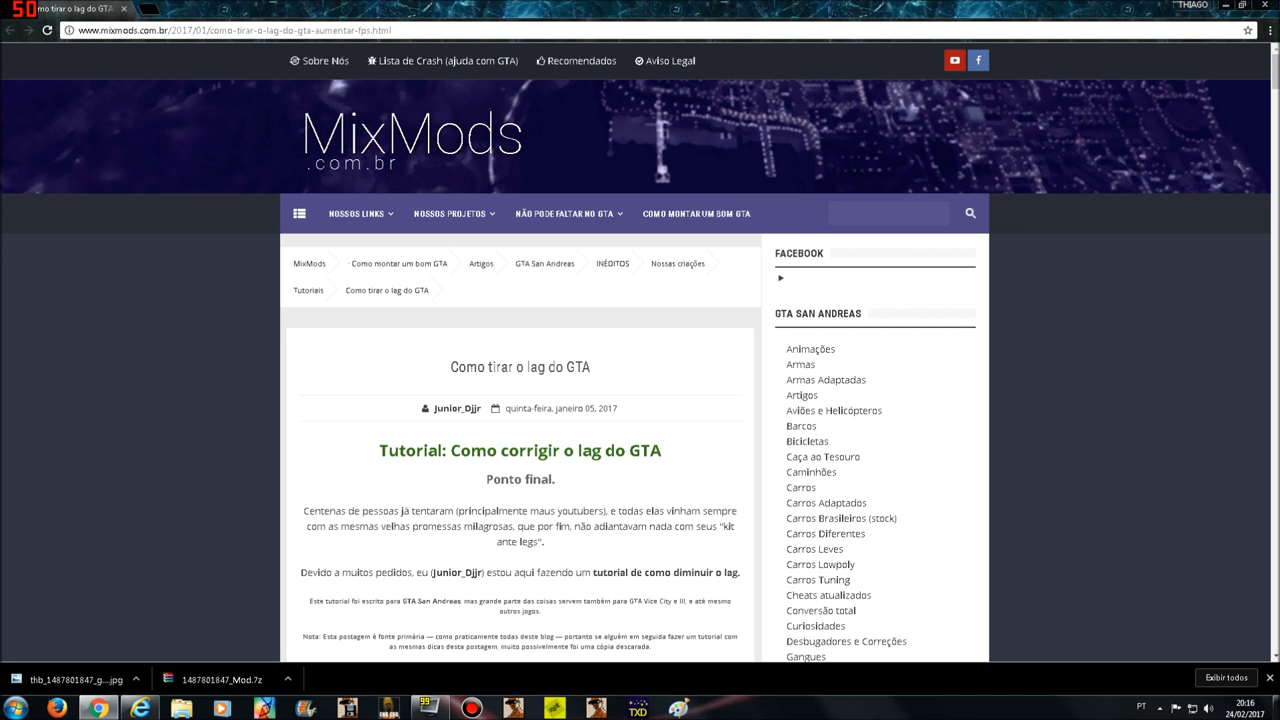 50
mo tirar o lag do GTA
THIAGO
www.mixmods.com.br/2017/01/como-tirar-o-lag-do-gta-aumentar-fps.html
Sobre Nós Lista de Crash (ajuda com GTA) Recomendados Aviso Legal
MixMods
.com.br
NOSSOS LINKS NOSSOS PROJETOS NÃO PODE FALTAR NO GTA COMO MONTAR UM BOM GTA
MixMods · Como montar um bom GTA Artigos GTA San Andreas INÉDITOS Nossas criações
Tutoriais Como tirar o lag do GTA
Como tirar o lag do GTA
Junior_Djjr quinta-feira, janeiro 05, 2017
Tutorial: Como corrigir o lag do GTA
Ponto final.
Centenas de pessoas já tentaram (principalmente maus youtubers), e todas elas vinham sempre
com as mesmas velhas promessas milagrosas, que por fim, não adiantavam nada com seus "kit
ante legs".
Devido a muitos pedidos, eu (Junior_Djjr) estou aqui fazendo um tutorial de como diminuir o lag.
Este tutorial foi escrito para GTA San Andreas, mas grande parte das coisas servem também para GTA Vice City e III, e até mesmo
outros jogos.
Nota: Esta postagem é fonte primária — como praticamente todas deste blog — portanto se alguém em seguida fazer um tutorial com
as mesmas dicas desta postagem, muito possivelmente foi uma cópia descarada.
FACEBOOK
GTA SAN ANDREAS
Animações
Armas
Armas Adaptadas
Artigos
Aviões e Helicópteros
Barcos
Bicicletas
Caça ao Tesouro
Caminhões
Carros
Carros Adaptados
Carros Brasileiros (stock)
Carros Diferentes
Carros Leves
Carros Lowpoly
Carros Tuning
Cheats atualizados
Conversão total
Curiosidades
Desbugadores e Correções
Gangues
thb_1487801847_g....jpg 1487801847_Mod.7z Exibir todos
99
TXD
PT
20:16
24/02/2017